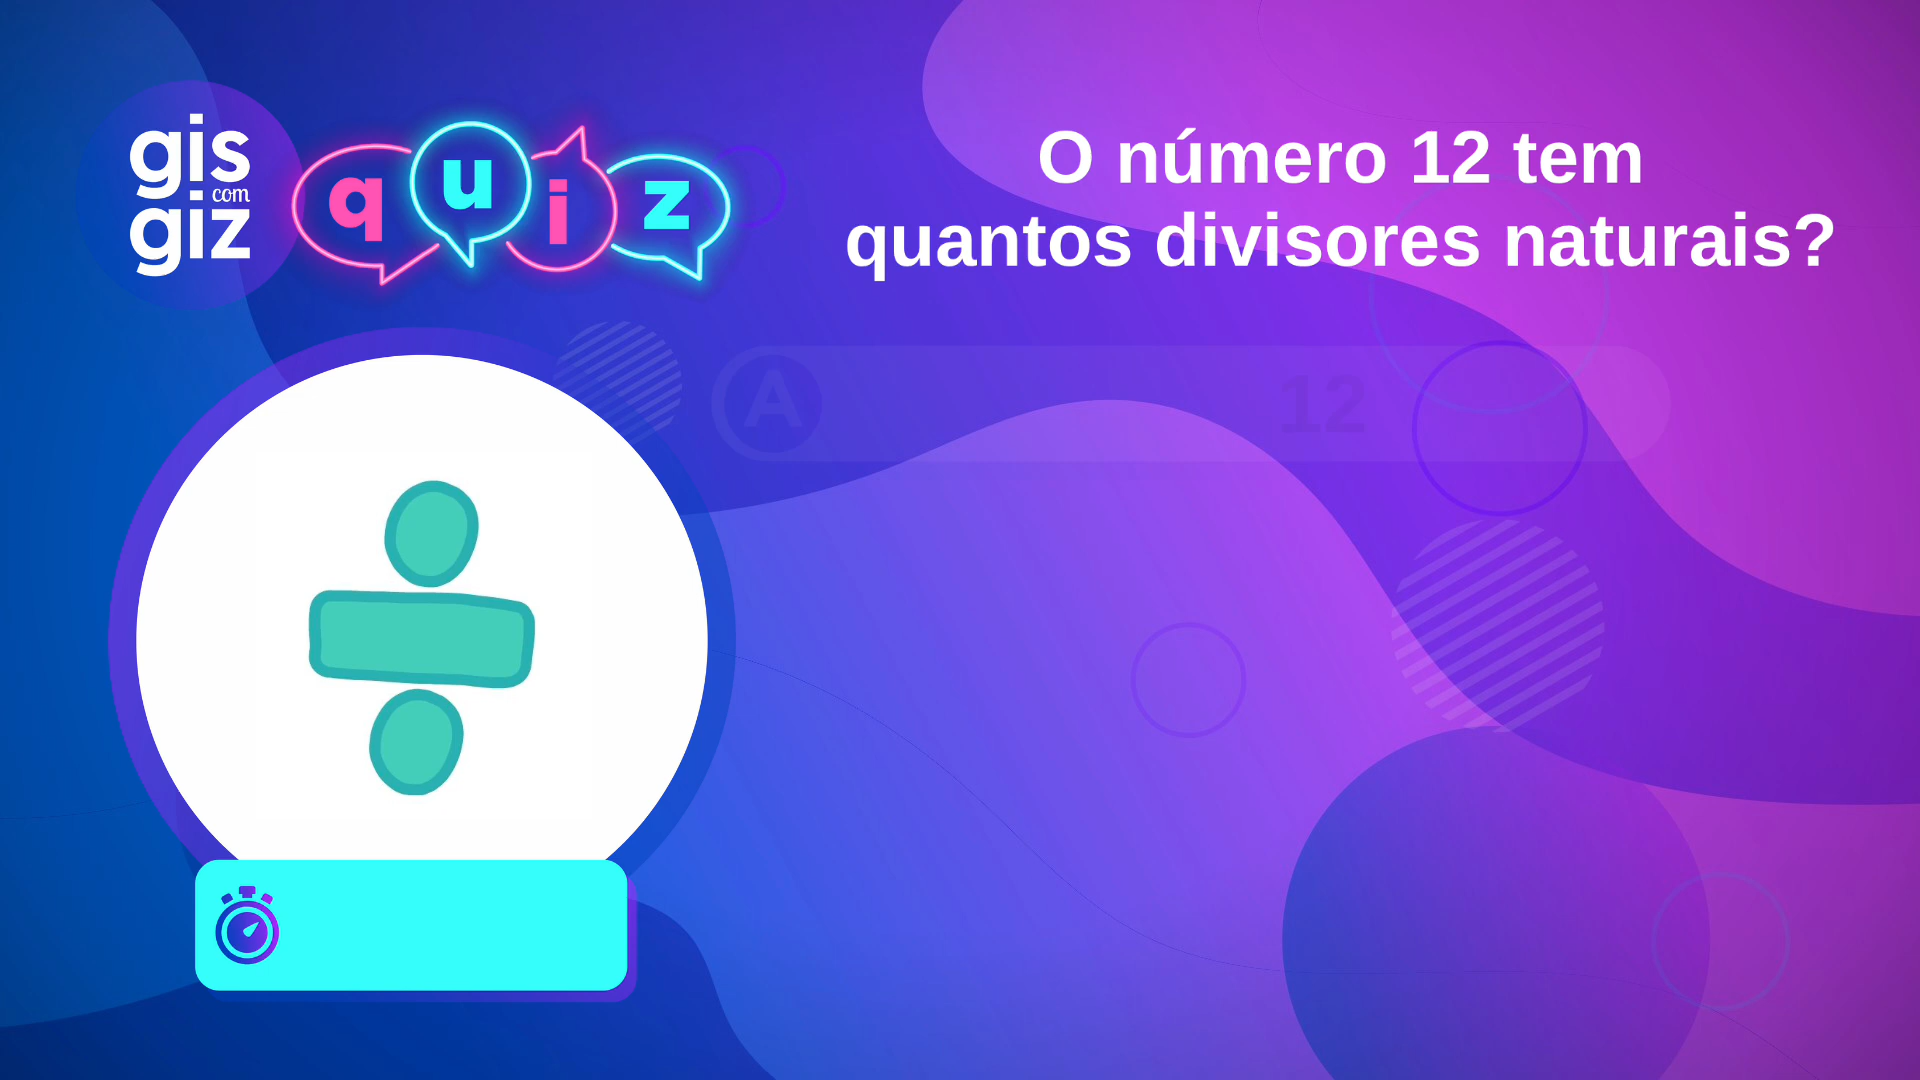 gis
com
giz
quiz
O número 12 tem
quantos divisores naturais?
A 12